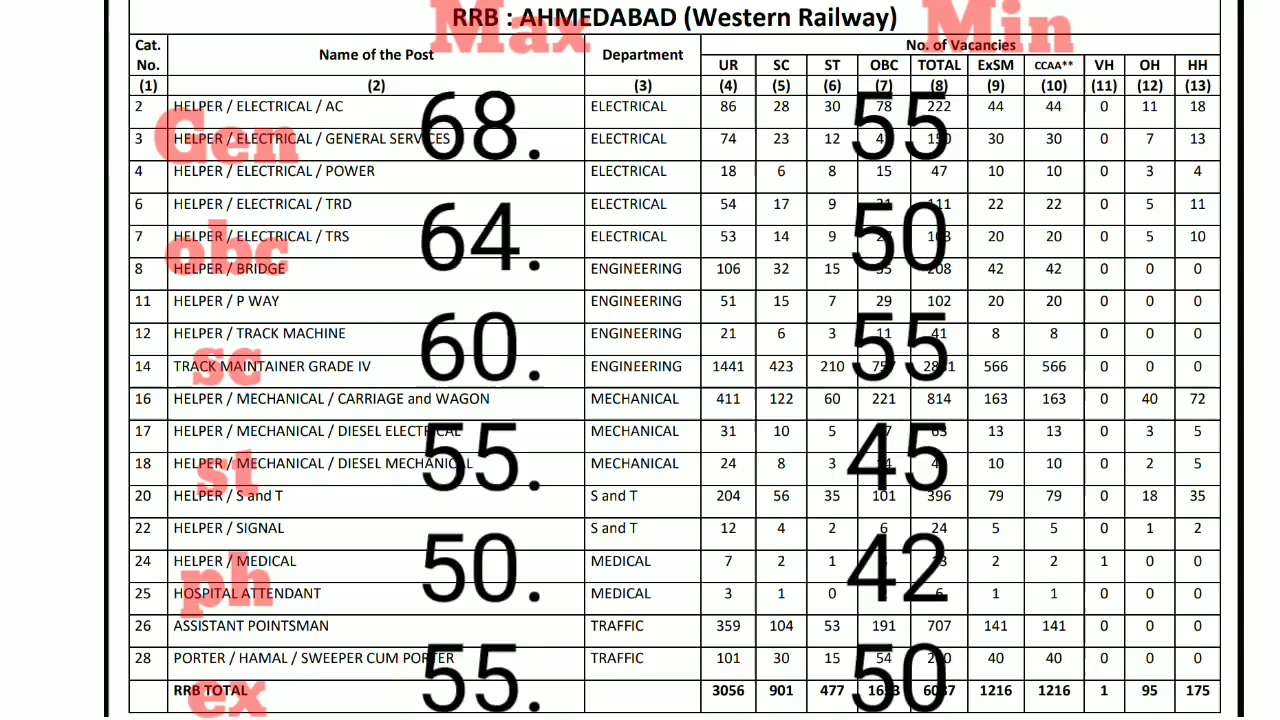 RRB : AHMEDABAD (Western Railway)
Max Min
Cat. No. Name of the Post Department No. of Vacancies
UR SC ST OBC TOTAL ExSM CCAA** VH OH HH
(1) (2) (3) (4) (5) (6) (7) (8) (9) (10) (11) (12) (13)
2 HELPER / ELECTRICAL / AC ELECTRICAL 86 28 30 78 222 44 44 0 11 18
Gen 68. 55
3 HELPER / ELECTRICAL / GENERAL SERVICES ELECTRICAL 74 23 12 30 30 0 7 13
4 HELPER / ELECTRICAL / POWER ELECTRICAL 18 6 8 15 47 10 10 0 3 4
6 HELPER / ELECTRICAL / TRD ELECTRICAL 54 17 9 111 22 22 0 5 11
obc 64. 50
7 HELPER / ELECTRICAL / TRS ELECTRICAL 53 14 9 20 20 0 5 10
8 HELPER / BRIDGE ENGINEERING 106 32 15 208 42 42 0 0 0
11 HELPER / P WAY ENGINEERING 51 15 7 29 102 20 20 0 0 0
12 HELPER / TRACK MACHINE ENGINEERING 21 6 3 11 41 8 8 0 0 0
sc 60. 55
14 TRACK MAINTAINER GRADE IV ENGINEERING 1441 423 210 566 566 0 0 0
16 HELPER / MECHANICAL / CARRIAGE and WAGON MECHANICAL 411 122 60 221 814 163 163 0 40 72
17 HELPER / MECHANICAL / DIESEL ELECTRICAL MECHANICAL 31 10 5 63 13 13 0 3 5
st 55. 45
18 HELPER / MECHANICAL / DIESEL MECHANICAL MECHANICAL 24 8 3 10 10 0 2 5
20 HELPER / S and T S and T 204 56 35 101 396 79 79 0 18 35
22 HELPER / SIGNAL S and T 12 4 2 6 24 5 5 0 1 2
24 HELPER / MEDICAL MEDICAL 7 2 1 2 2 1 0 0
ph 50. 42
25 HOSPITAL ATTENDANT MEDICAL 3 1 0 1 1 0 0 0
26 ASSISTANT POINTSMAN TRAFFIC 359 104 53 191 707 141 141 0 0 0
28 PORTER / HAMAL / SWEEPER CUM PORTER TRAFFIC 101 30 15 54 40 40 0 0 0
ex 55. 50
RRB TOTAL 3056 901 477 1216 1216 1 95 175